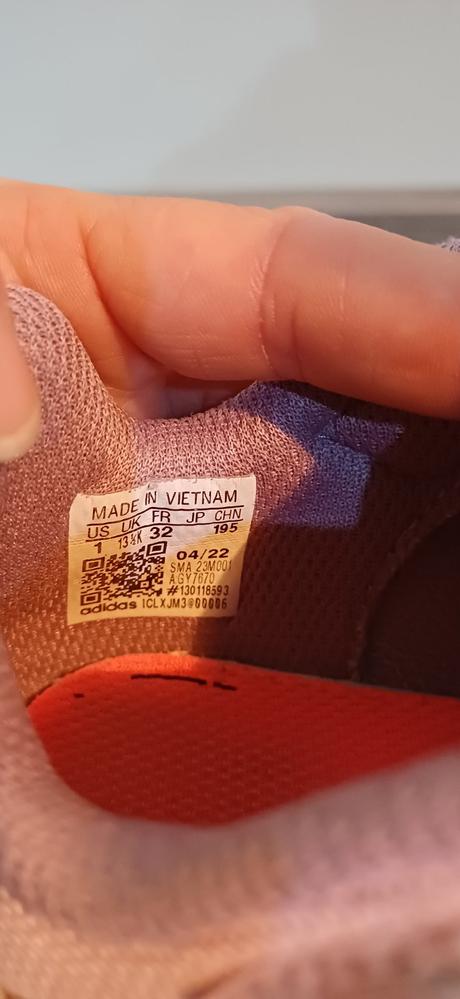 MADE IN VIETNAM
US UK FR JP CHN
1 13½K 32 195
04/22
SMA 23M001
AGY7670
#130118593
adidas ICLXJM3@00006